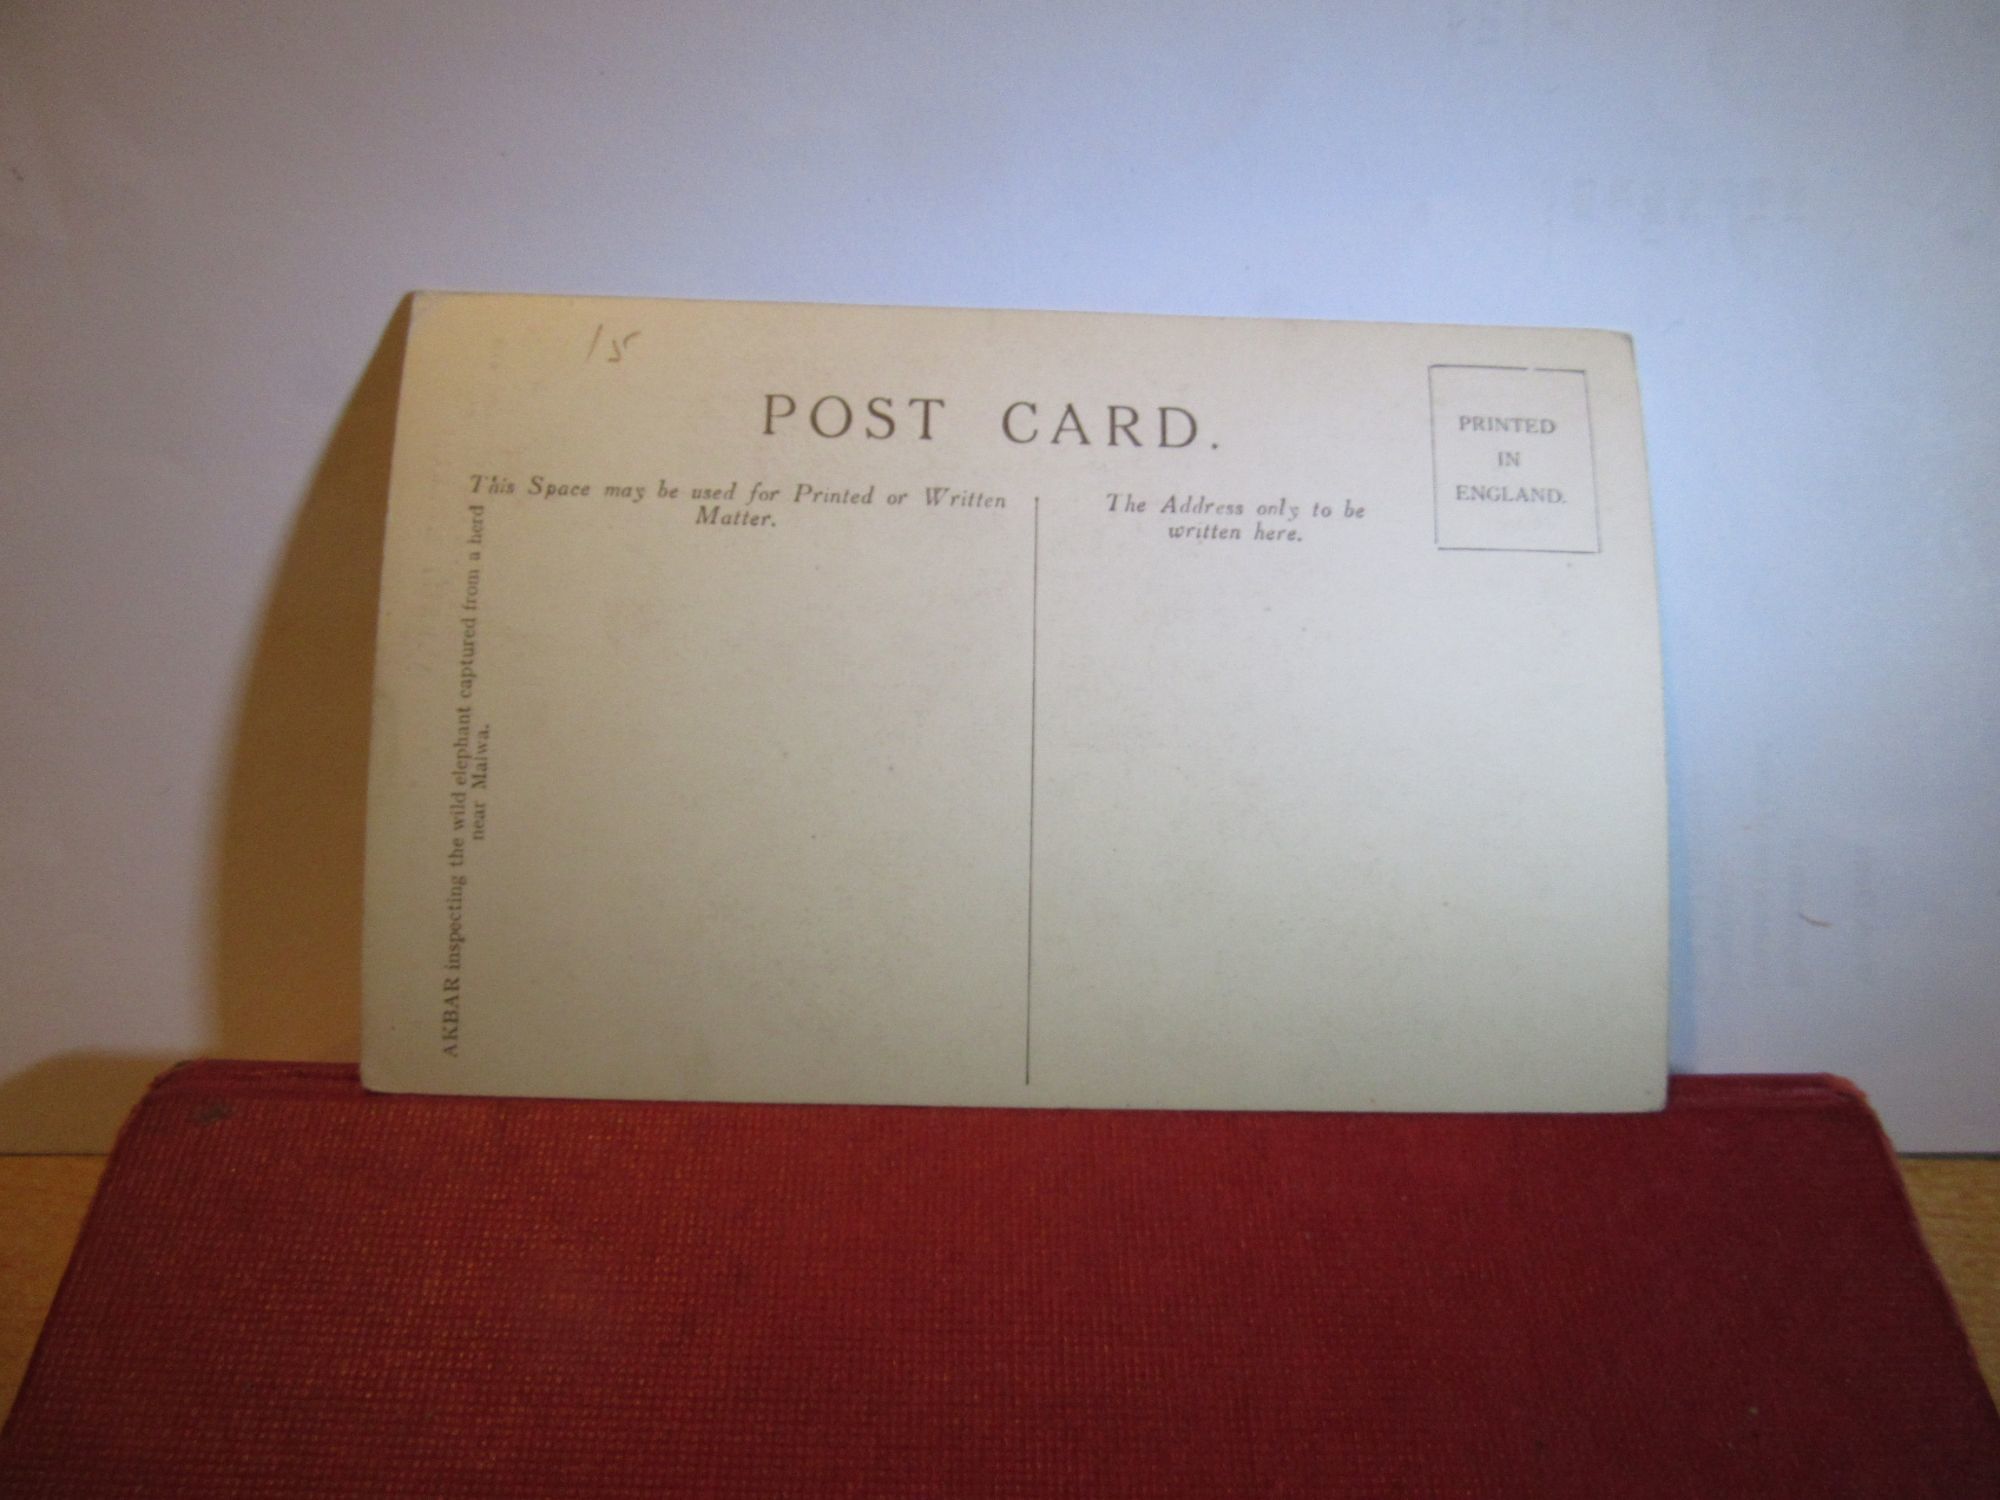 15
POST CARD.
PRINTED
IN
ENGLAND.
This Space may be used for Printed or Written
Matter.
The Address only to be
written here.
AKBAR inspecting the wild elephant captured from a herd
near Malwa.